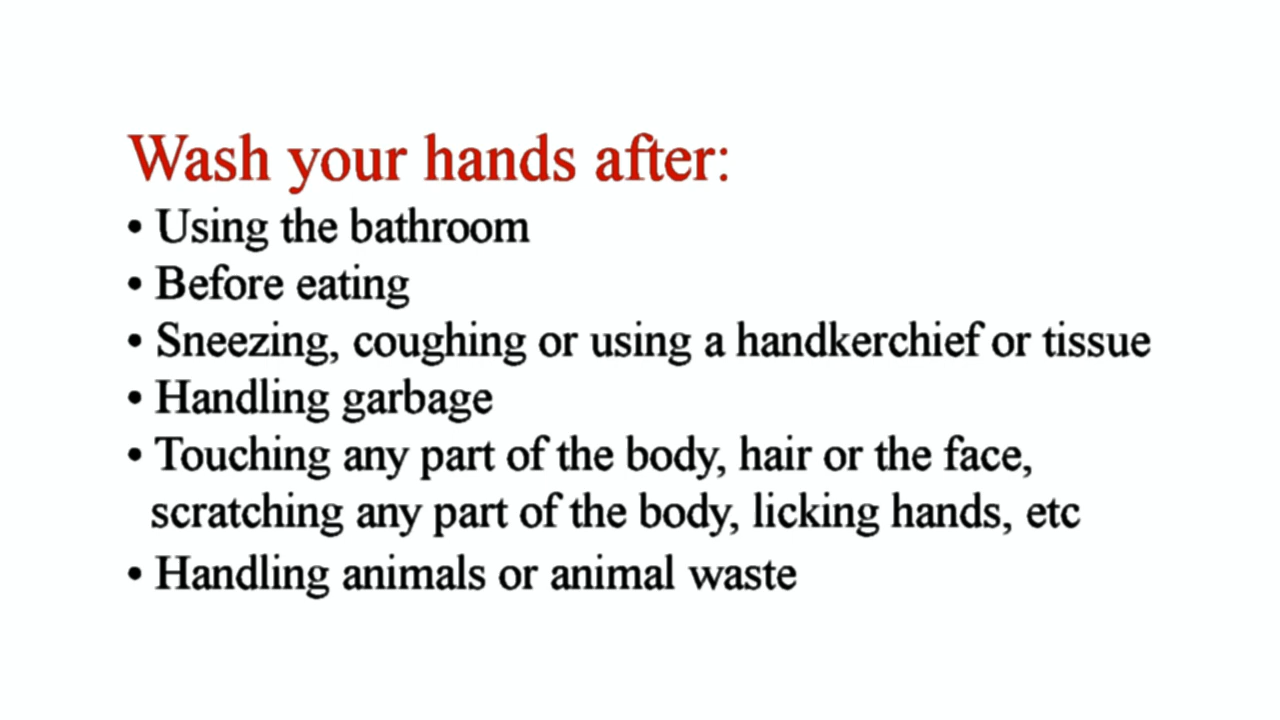 Wash your hands after:
• Using the bathroom
• Before eating
• Sneezing, coughing or using a handkerchief or tissue
• Handling garbage
• Touching any part of the body, hair or the face,
scratching any part of the body, licking hands, etc
• Handling animals or animal waste